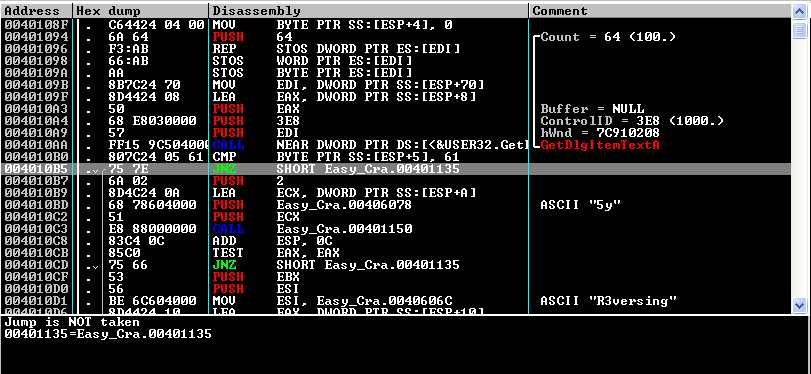 Address Hex dump Disassembly Comment
0040108F . C64424 04 00 MOV BYTE PTR SS:[ESP+4], 0
00401094 . 6A 64 PUSH 64 Count = 64 (100.)
00401096 . F3:AB REP STOS DWORD PTR ES:[EDI]
00401098 . 66:AB STOS WORD PTR ES:[EDI]
0040109A . AA STOS BYTE PTR ES:[EDI]
0040109B . 8B7C24 70 MOV EDI, DWORD PTR SS:[ESP+70]
0040109F . 8D4424 08 LEA EAX, DWORD PTR SS:[ESP+8]
004010A3 . 50 PUSH EAX Buffer = NULL
004010A4 . 68 E8030000 PUSH 3E8 ControlID = 3E8 (1000.)
004010A9 . 57 PUSH EDI hWnd = 7C910208
004010AA . FF15 9C504000 CALL NEAR DWORD PTR DS:[<&USER32.GetI GetDlgItemTextA
004010B0 . 807C24 05 61 CMP BYTE PTR SS:[ESP+5], 61
004010B5 . 75 7E JNZ SHORT Easy_Cra.00401135
004010B7 . 6A 02 PUSH 2
004010B9 . 8D4C24 0A LEA ECX, DWORD PTR SS:[ESP+A]
004010BD . 68 78604000 PUSH Easy_Cra.00406078 ASCII "5y"
004010C2 . 51 PUSH ECX
004010C3 . E8 88000000 CALL Easy_Cra.00401150
004010C8 . 83C4 0C ADD ESP, 0C
004010CB . 85C0 TEST EAX, EAX
004010CD . 75 66 JNZ SHORT Easy_Cra.00401135
004010CF . 53 PUSH EBX
004010D0 . 56 PUSH ESI
004010D1 . BE 6C604000 MOV ESI, Easy_Cra.0040606C ASCII "R3versing"
004010D6 . 8D4424 10 LEA EAX, DWORD PTR SS:[ESP+10]
Jump is NOT taken
00401135=Easy_Cra.00401135